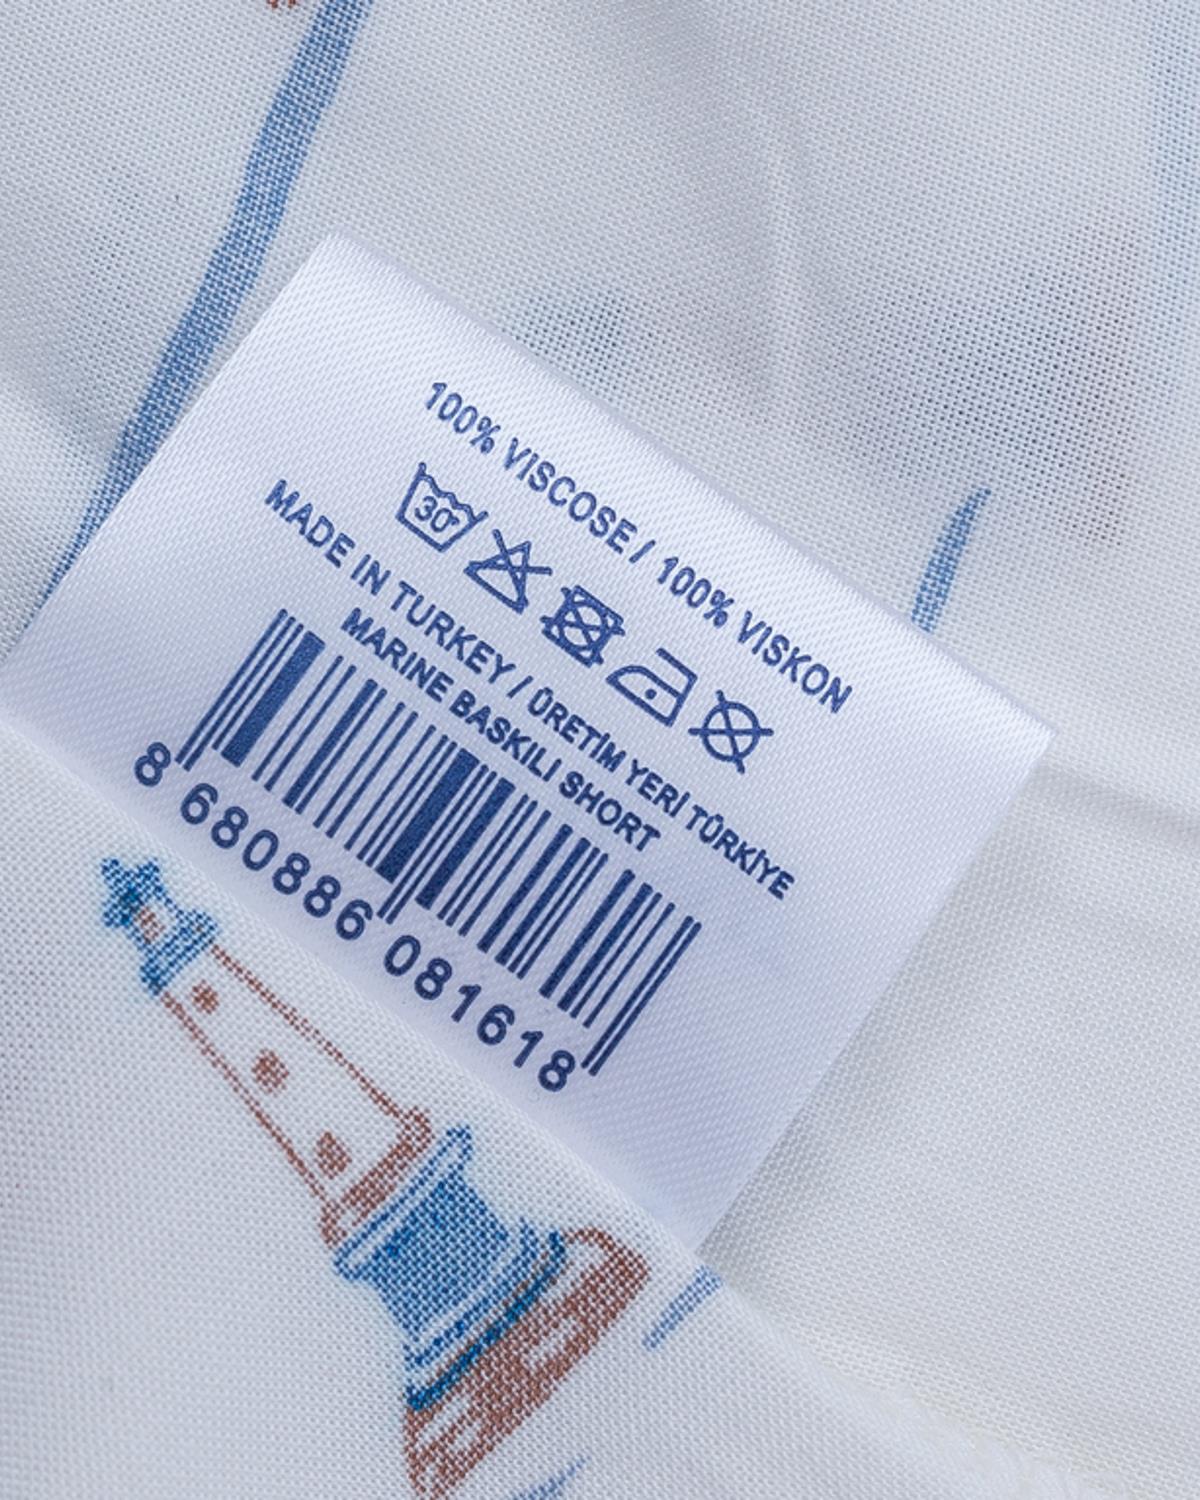 100% VISCOSE / 100% VISKON
30°
MADE IN TURKEY / ÜRETİM YERİ TÜRKİYE
MARINE BASKILI SHORT
8 680886 081618